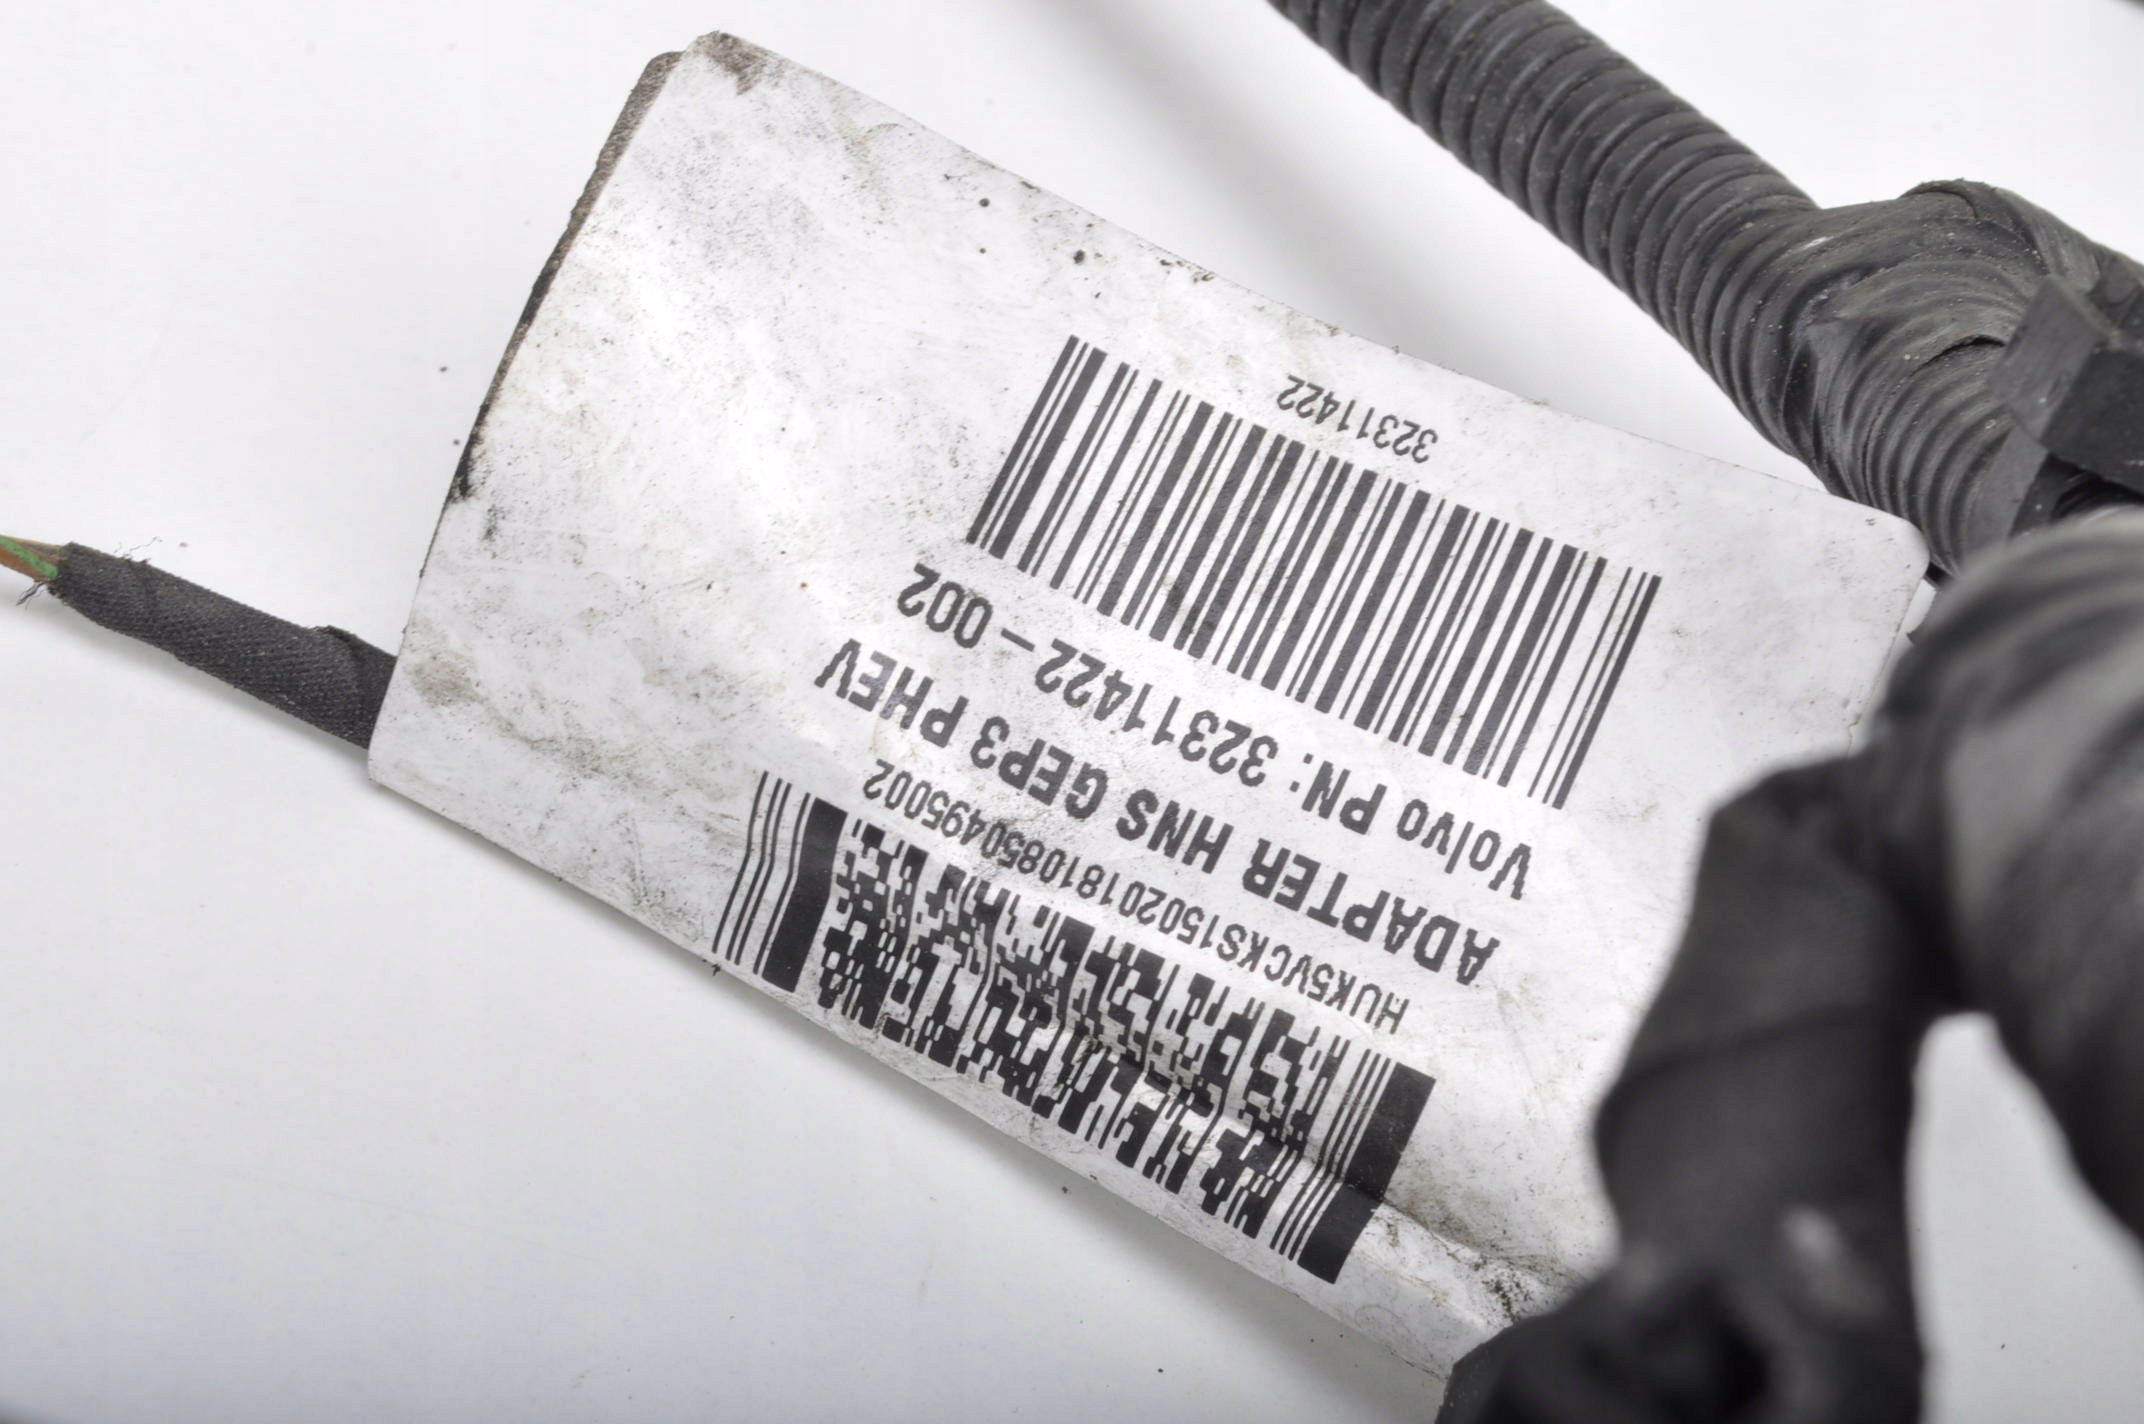 HUK5VCKS150201810850495002
ADAPTER HNS GEP3 PHEV
Volvo PN: 32311422-002
32311422